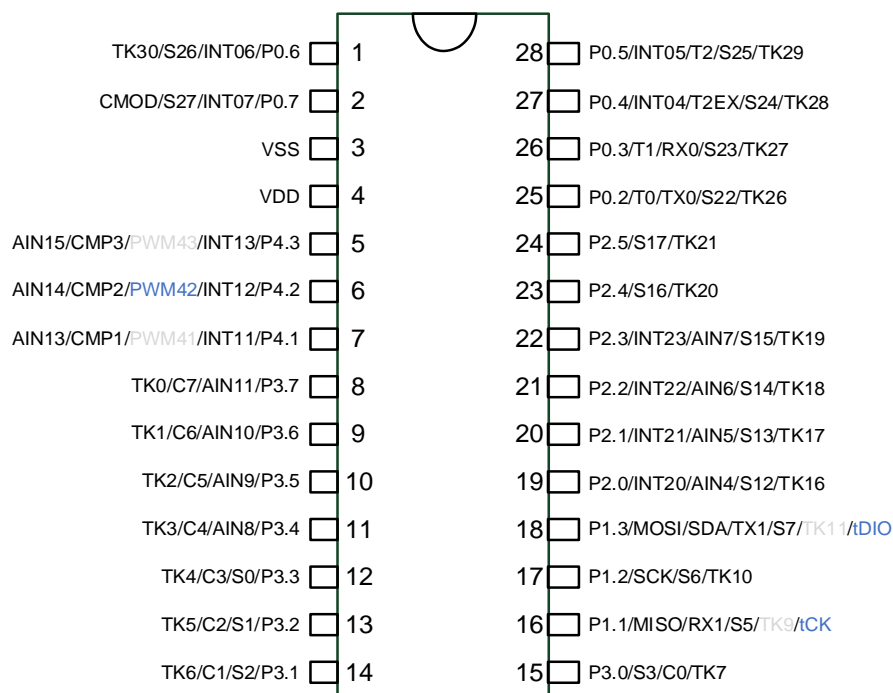 TK30/S26/INT06/P0.6 1 28 P0.5/INT05/T2/S25/TK29
CMOD/S27/INT07/P0.7 2 27 P0.4/INT04/T2EX/S24/TK28
VSS 3 26 P0.3/T1/RX0/S23/TK27
VDD 4 25 P0.2/T0/TX0/S22/TK26
AIN15/CMP3/PWM43/INT13/P4.3 5 24 P2.5/S17/TK21
AIN14/CMP2/PWM42/INT12/P4.2 6 23 P2.4/S16/TK20
AIN13/CMP1/PWM41/INT11/P4.1 7 22 P2.3/INT23/AIN7/S15/TK19
TK0/C7/AIN11/P3.7 8 21 P2.2/INT22/AIN6/S14/TK18
TK1/C6/AIN10/P3.6 9 20 P2.1/INT21/AIN5/S13/TK17
TK2/C5/AIN9/P3.5 10 19 P2.0/INT20/AIN4/S12/TK16
TK3/C4/AIN8/P3.4 11 18 P1.3/MOSI/SDA/TX1/S7/TK11/tDIO
TK4/C3/S0/P3.3 12 17 P1.2/SCK/S6/TK10
TK5/C2/S1/P3.2 13 16 P1.1/MISO/RX1/S5/TK9/tCK
TK6/C1/S2/P3.1 14 15 P3.0/S3/C0/TK7